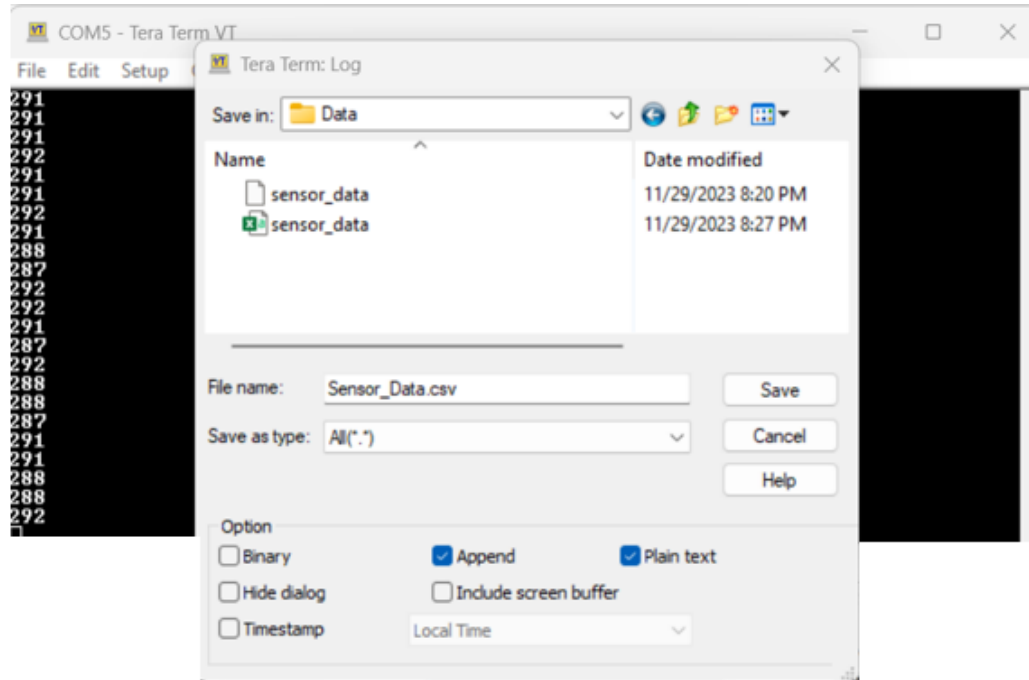 COM5 - Tera Term VT
File Edit Setup
291
291
291
292
291
291
292
291
288
287
292
292
291
287
292
288
288
287
291
291
288
288
292
Tera Term: Log
Save in: Data
Name Date modified
sensor_data 11/29/2023 8:20 PM
sensor_data 11/29/2023 8:27 PM
File name: Sensor_Data.csv Save
Save as type: All(*.*) Cancel
Help
Option
Binary Append Plain text
Hide dialog Include screen buffer
Timestamp Local Time